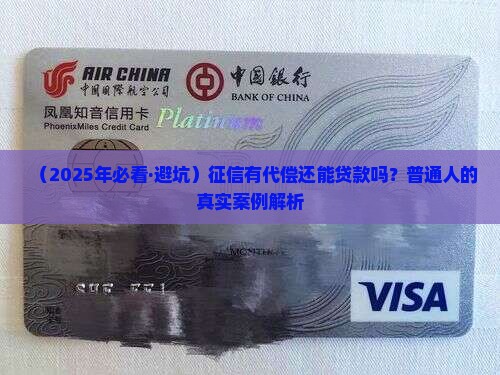 AIR CHINA
中国国际航空公司
中国银行
BANK OF CHINA
凤凰知音信用卡
PhoenixMiles Credit Card
Platinum
（2025年必看·避坑）征信有代偿还能贷款吗？普通人的
真实案例解析
MONTH
VISA